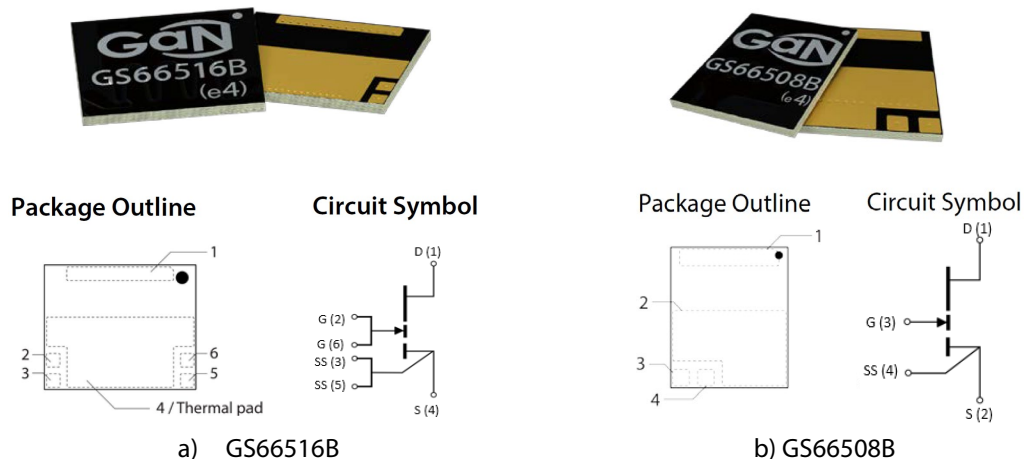 GaN
GS66516B
(e4)
GaN
GS66508B
(e4)
Package Outline
Circuit Symbol
1
2
3
6
5
4 / Thermal pad
D (1)
G (2)
G (6)
SS (3)
SS (5)
S (4)
a) GS66516B
Package Outline
Circuit Symbol
1
2
3
4
D (1)
G (3)
SS (4)
S (2)
b) GS66508B